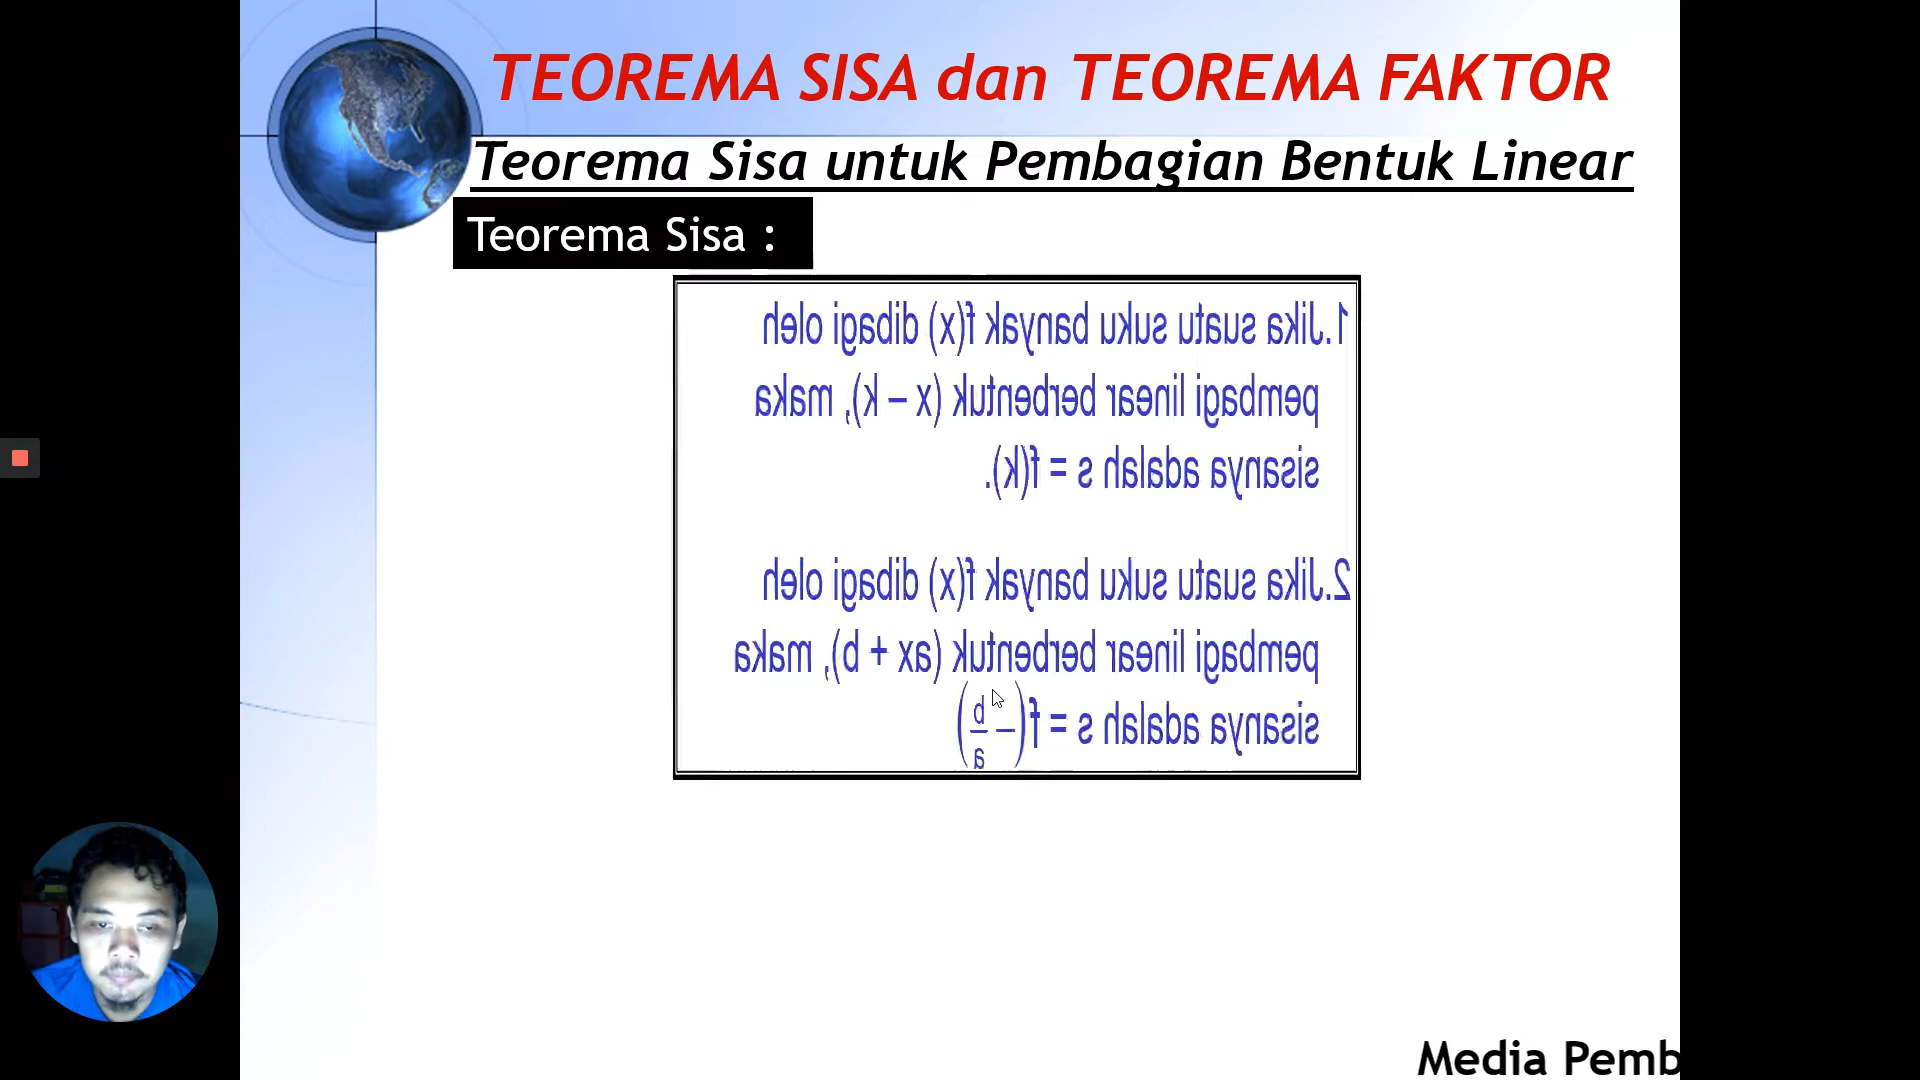 TEOREMA SISA dan TEOREMA FAKTOR
Teorema Sisa untuk Pembagian Bentuk Linear
Teorema Sisa :
1.Jika suatu suku banyak f(x) dibagi oleh
pembagi linear berbentuk (x – k), maka
sisanya adalah s = f(k).
2.Jika suatu suku banyak f(x) dibagi oleh
pembagi linear berbentuk (ax + b), maka
sisanya adalah s = f(–b/a)
Media Pemb